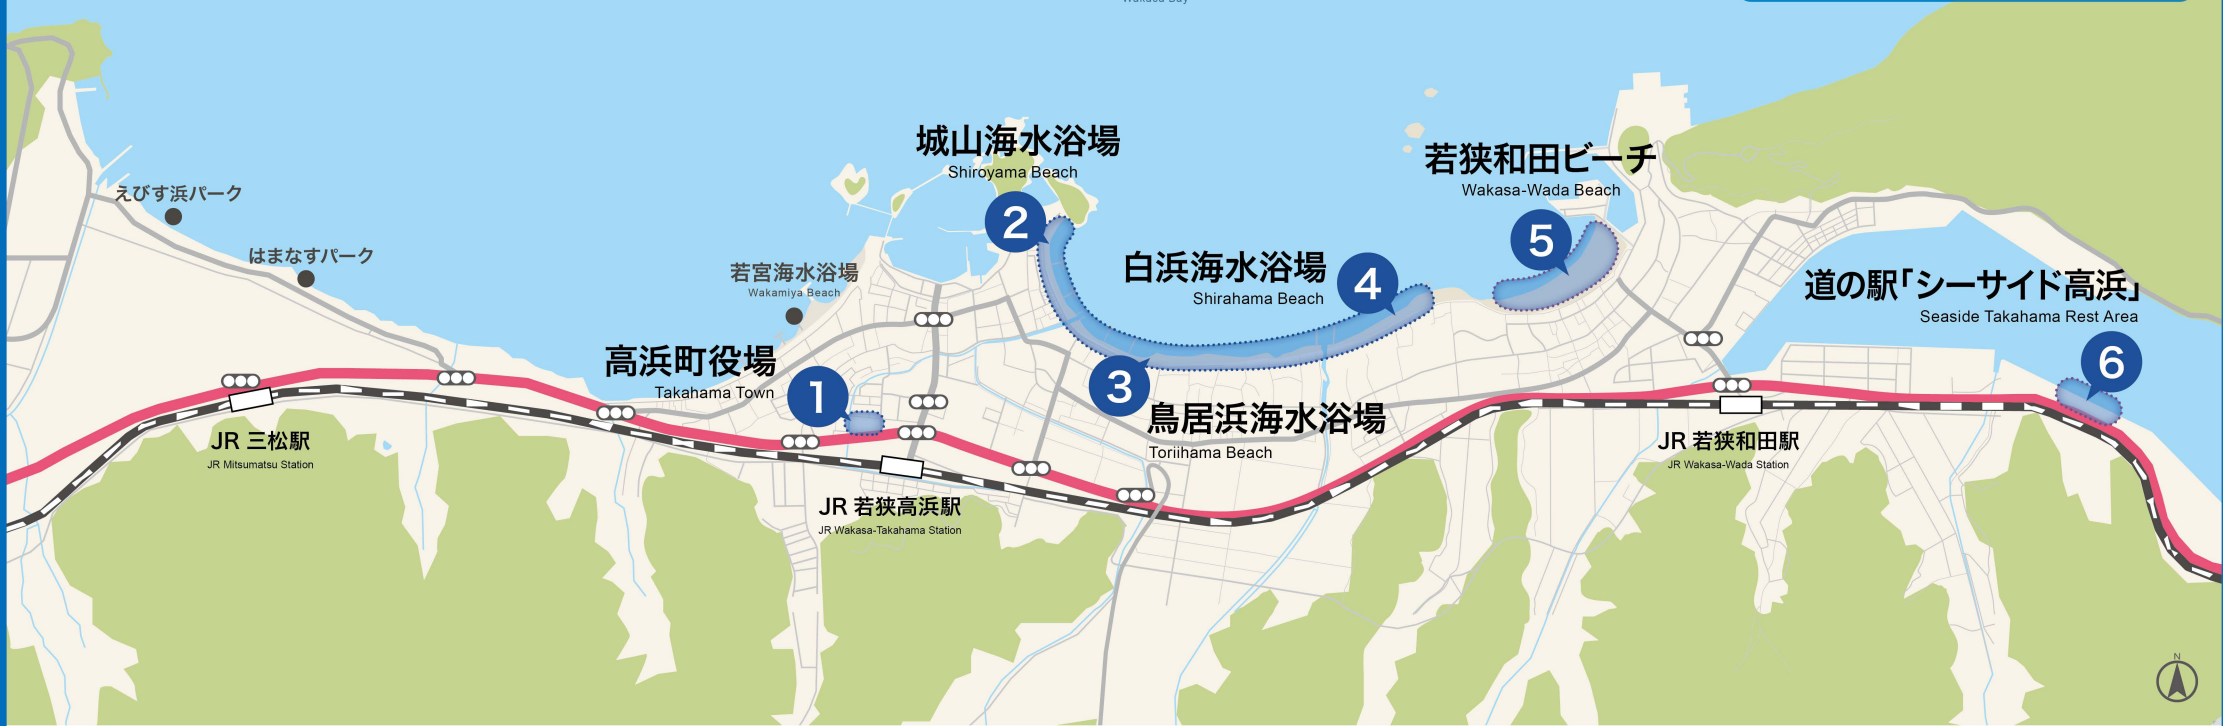 Wakasa Bay
城山海水浴場
Shiroyama Beach
2
若狭和田ビーチ
Wakasa-Wada Beach
5
えびす浜パーク
はまなすパーク
若宮海水浴場
Wakamiya Beach
白浜海水浴場
Shirahama Beach
4
道の駅「シーサイド高浜」
Seaside Takahama Rest Area
6
高浜町役場
Takahama Town
1
3
鳥居浜海水浴場
Toriihama Beach
JR 三松駅
JR Mitsumatsu Station
JR 若狭高浜駅
JR Wakasa-Takahama Station
JR 若狭和田駅
JR Wakasa-Wada Station
N